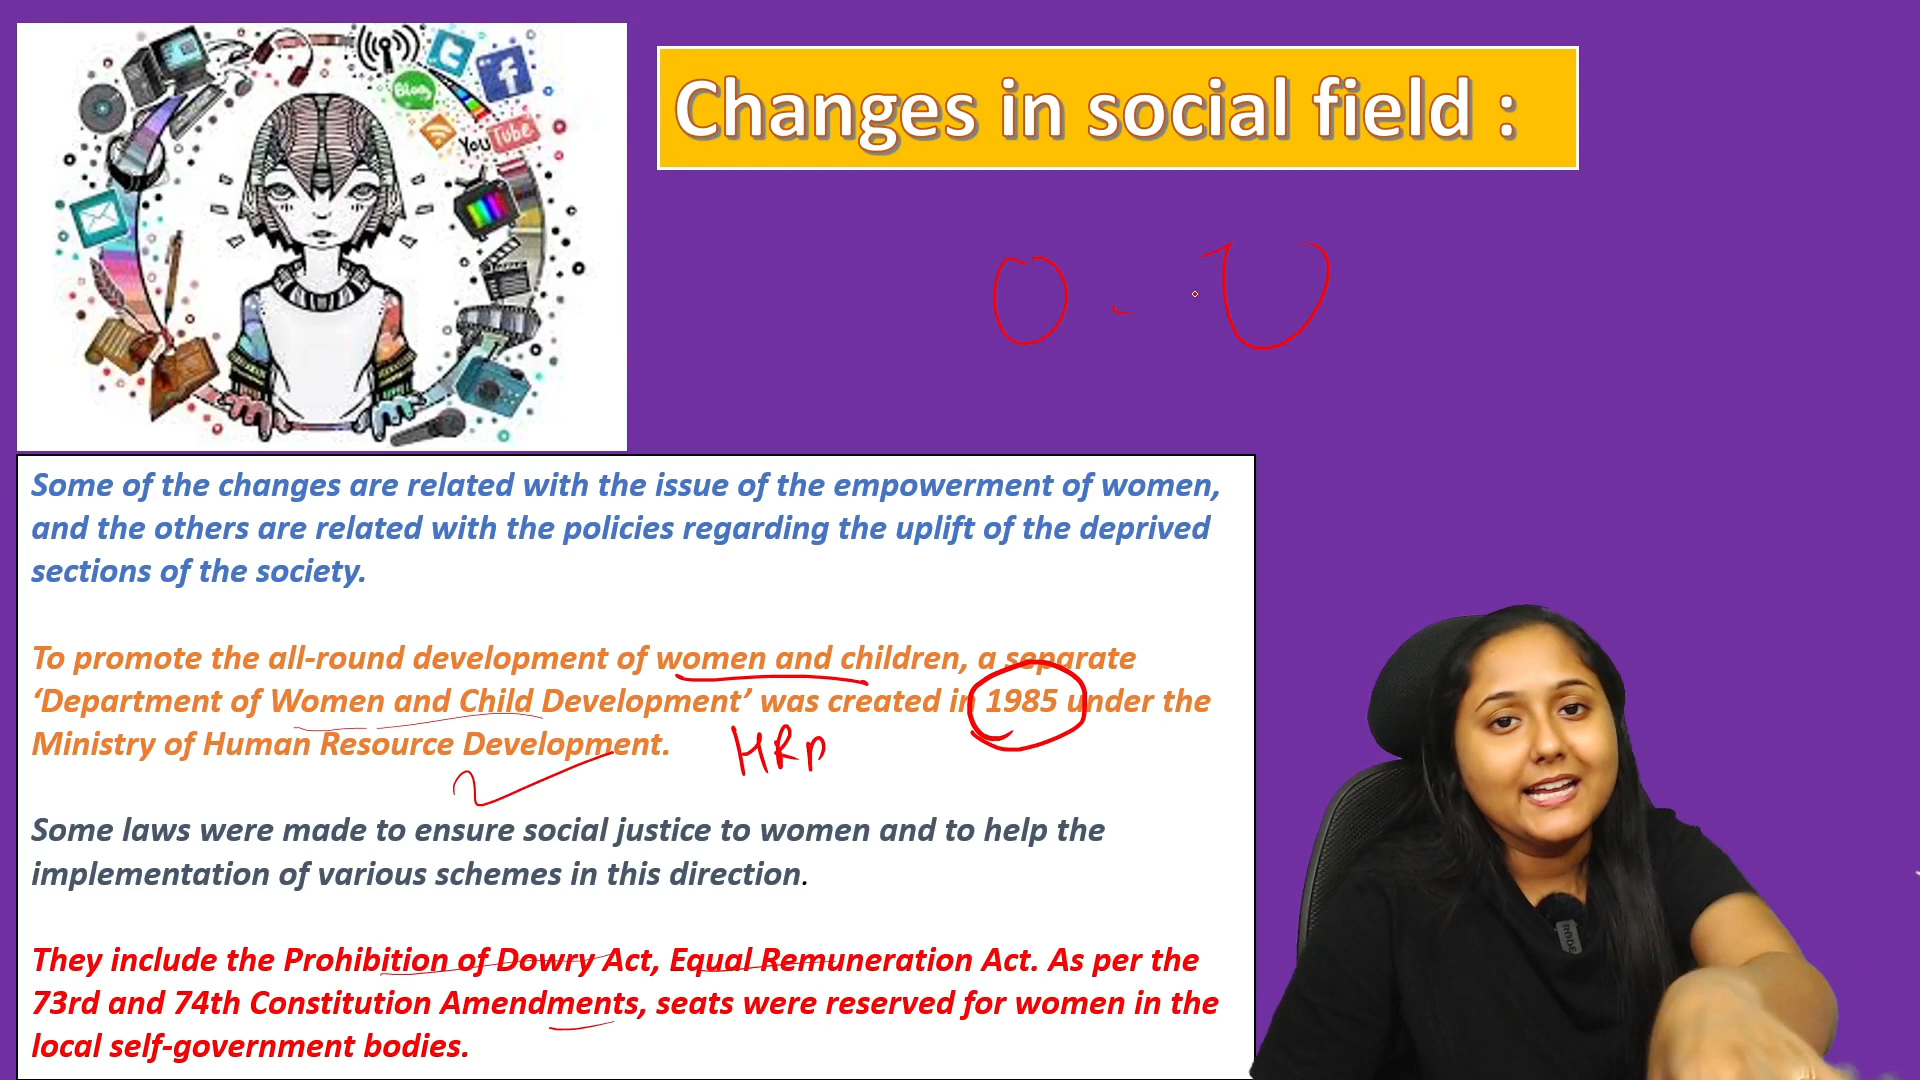 Blog
You Tube
Changes in social field :
Some of the changes are related with the issue of the empowerment of women,
and the others are related with the policies regarding the uplift of the deprived
sections of the society.
To promote the all-round development of women and children, a separate
‘Department of Women and Child Development’ was created in 1985 under the
Ministry of Human Resource Development.
HRD
Some laws were made to ensure social justice to women and to help the
implementation of various schemes in this direction.
They include the Prohibition of Dowry Act, Equal Remuneration Act. As per the
73rd and 74th Constitution Amendments, seats were reserved for women in the
local self-government bodies.
RODE